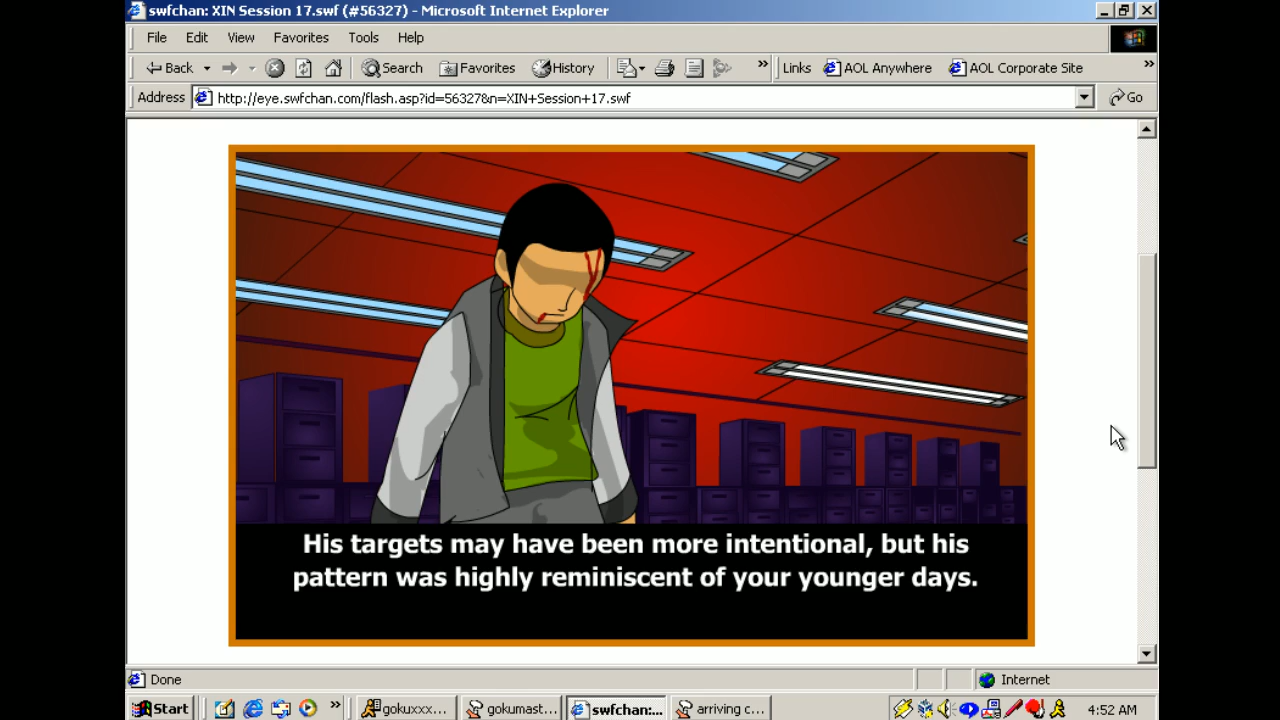 swfchan: XIN Session 17.swf (#56327) - Microsoft Internet Explorer
File Edit View Favorites Tools Help
Back Search Favorites History » Links AOL Anywhere AOL Corporate Site »
Address http://eye.swfchan.com/flash.asp?id=56327&n=XIN+Session+17.swf Go
His targets may have been more intentional, but his
pattern was highly reminiscent of your younger days.
Done Internet
Start » gokuxxx... gokumast... swfchan:... arriving c... 4:52 AM